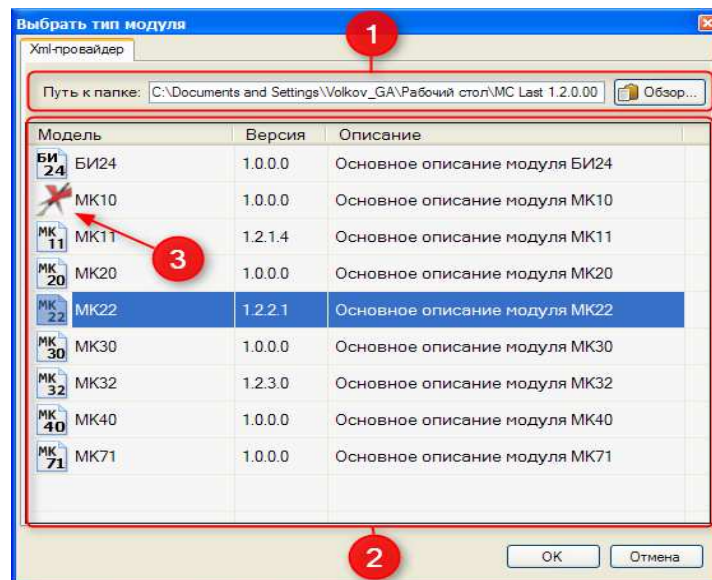 Выбрать тип модуля
1
Xml-провайдер
Путь к папке: C:\Documents and Settings\Volkov_GA\Рабочий стол\MC Last 1.2.0.00 Обзор...
Модель Версия Описание
БИ 24 БИ24 1.0.0.0 Основное описание модуля БИ24
МК10 1.0.0.0 Основное описание модуля МК10
МК 11 МК11 1.2.1.4 Основное описание модуля МК11
3
МК 20 МК20 1.0.0.0 Основное описание модуля МК20
МК 22 МК22 1.2.2.1 Основное описание модуля МК22
МК 30 МК30 1.0.0.0 Основное описание модуля МК30
МК 32 МК32 1.2.3.0 Основное описание модуля МК32
МК 40 МК40 1.0.0.0 Основное описание модуля МК40
МК 71 МК71 1.0.0.0 Основное описание модуля МК71
2
OK Отмена